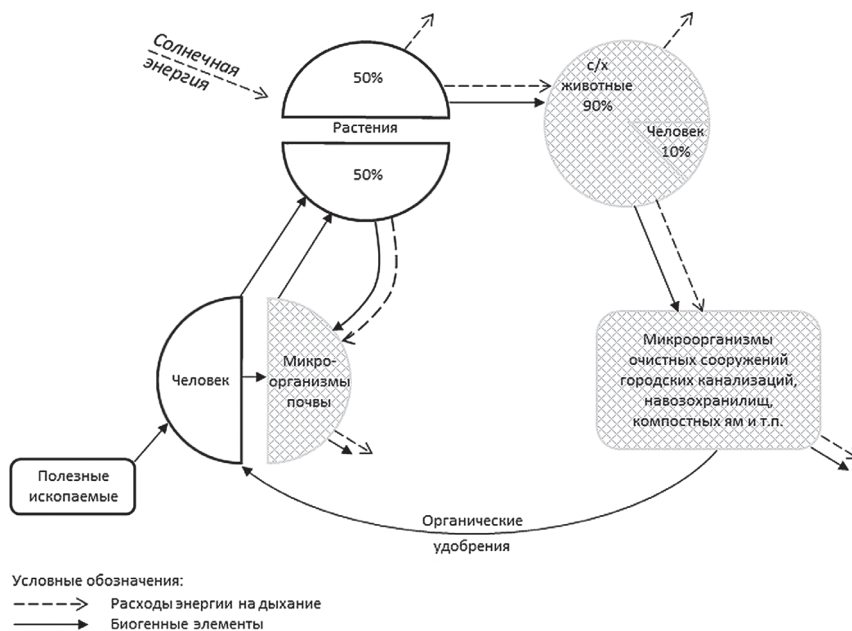 Солнечная
энергия
50%
Растения
50%
с/х
животные
90%
Человек
10%
Человек
Микро-
организмы
почвы
Микроорганизмы
очистных сооружений
городских канализаций,
навозохранилищ,
компостных ям и т.п.
Полезные
ископаемые
Органические
удобрения
Условные обозначения:
Расходы энергии на дыхание
Биогенные элементы